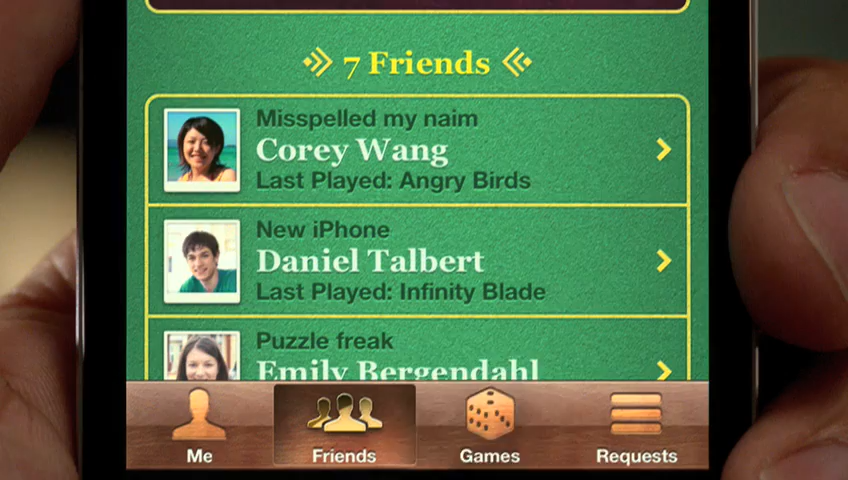 7 Friends
Misspelled my naim
Corey Wang
Last Played: Angry Birds
New iPhone
Daniel Talbert
Last Played: Infinity Blade
Puzzle freak
Emily Bergendahl
Me
Friends
Games
Requests